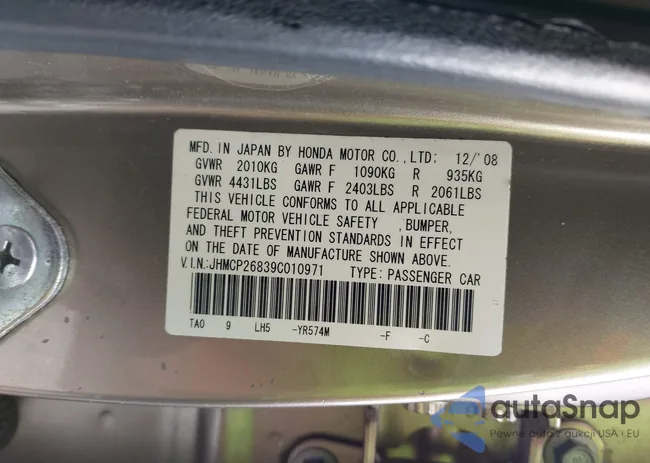 MFD. IN JAPAN BY HONDA MOTOR CO., LTD: 12/'08
GVWR 2010KG GAWR F 1090KG R 935KG
GVWR 4431LBS GAWR F 2403LBS R 2061LBS
THIS VEHICLE CONFORMS TO ALL APPLICABLE
FEDERAL MOTOR VEHICLE SAFETY ,BUMPER,
AND THEFT PREVENTION STANDARDS IN EFFECT
ON THE DATE OF MANUFACTURE SHOWN ABOVE.
V.I.N:JHMCP26839C010971 TYPE: PASSENGER CAR
TA0 9 LH5 -YR574M -F -C
autoSnap
Pewne auto z aukcji USA i EU